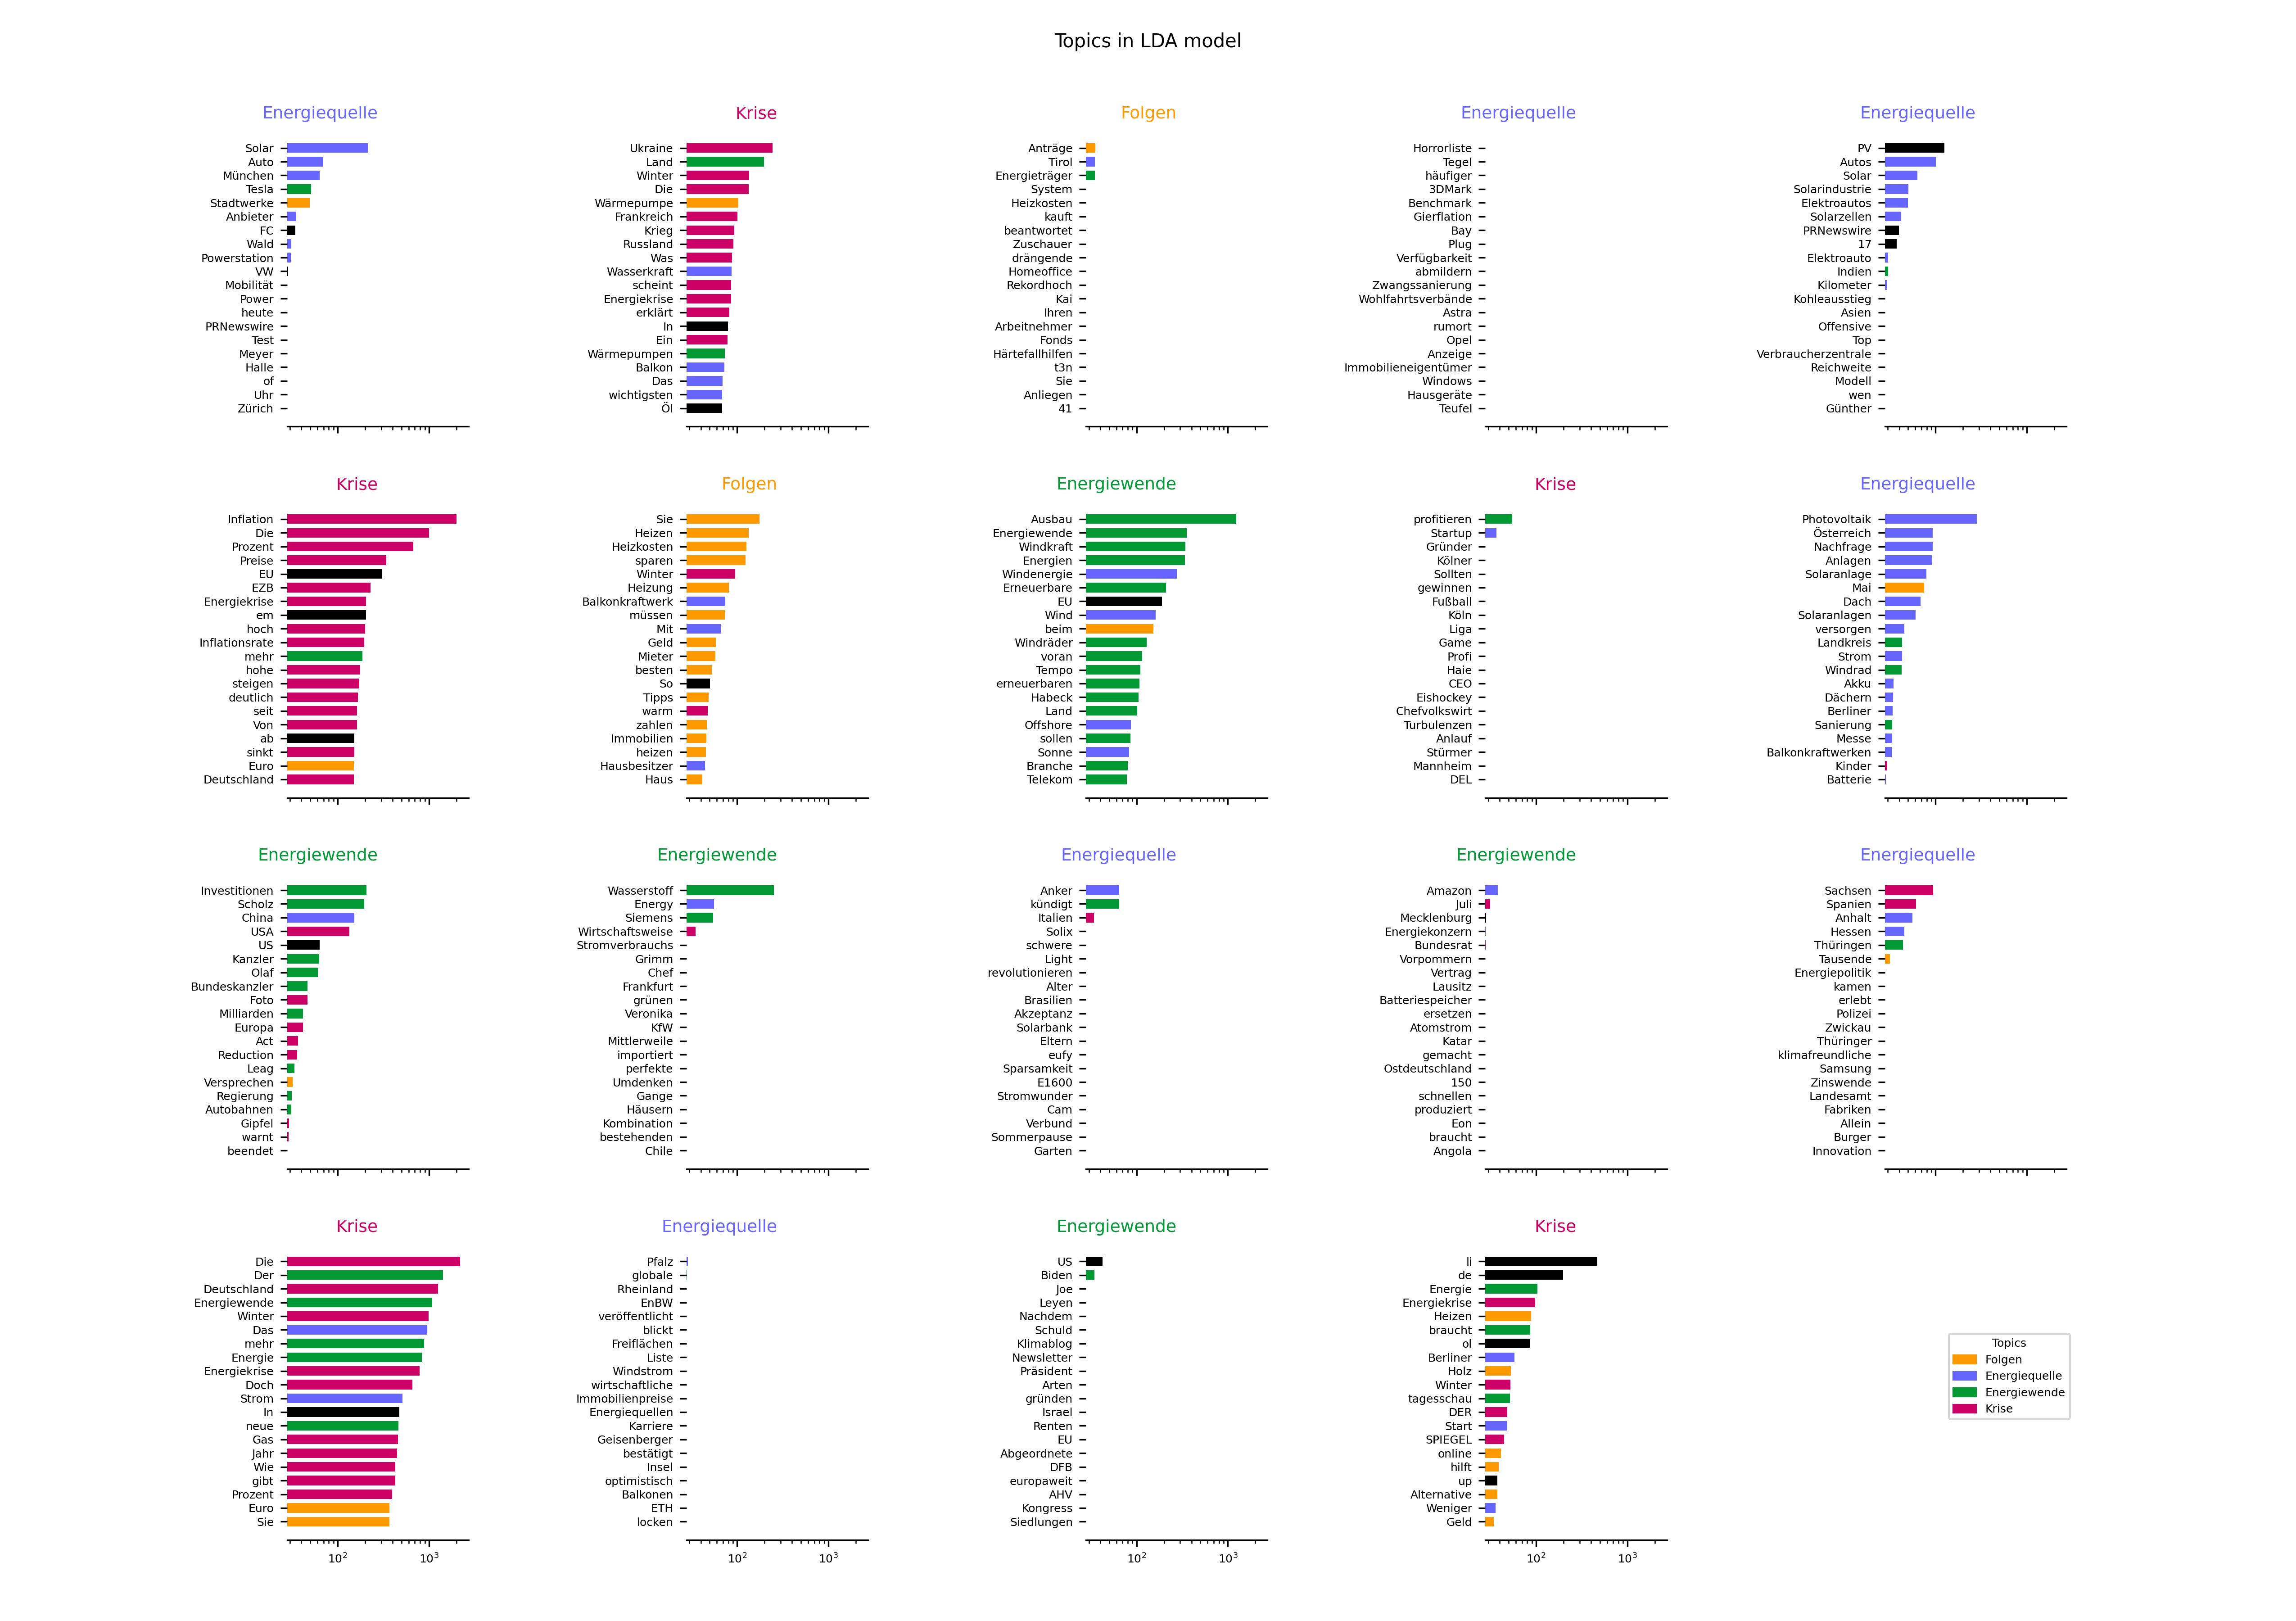 Topics in LDA model
Energiequelle
Solar
Auto
München
Tesla
Stadtwerke
Anbieter
FC
Wald
Powerstation
VW
Mobilität
Power
heute
PRNewswire
Test
Meyer
Halle
of
Uhr
Zürich
Krise
Ukraine
Land
Winter
Die
Wärmepumpe
Frankreich
Krieg
Russland
Was
Wasserkraft
scheint
Energiekrise
erklärt
In
Ein
Wärmepumpen
Balkon
Das
wichtigsten
Öl
Folgen
Anträge
Tirol
Energieträger
System
Heizkosten
kauft
beantwortet
Zuschauer
drängende
Homeoffice
Rekordhoch
Kai
Ihren
Arbeitnehmer
Fonds
Härtefallhilfen
t3n
Sie
Anliegen
41
Energiequelle
Horrorliste
Tegel
häufiger
3DMark
Benchmark
Gierflation
Bay
Plug
Verfügbarkeit
abmildern
Zwangssanierung
Wohlfahrtsverbände
Astra
rumort
Opel
Anzeige
Immobilieneigentümer
Windows
Hausgeräte
Teufel
Energiequelle
PV
Autos
Solar
Solarindustrie
Elektroautos
Solarzellen
PRNewswire
17
Elektroauto
Indien
Kilometer
Kohleausstieg
Asien
Offensive
Top
Verbraucherzentrale
Reichweite
Modell
wen
Günther
Krise
Inflation
Die
Prozent
Preise
EU
EZB
Energiekrise
em
hoch
Inflationsrate
mehr
hohe
steigen
deutlich
seit
Von
ab
sinkt
Euro
Deutschland
Folgen
Sie
Heizen
Heizkosten
sparen
Winter
Heizung
Balkonkraftwerk
müssen
Mit
Geld
Mieter
besten
So
Tipps
warm
zahlen
Immobilien
heizen
Hausbesitzer
Haus
Energiewende
Ausbau
Energiewende
Windkraft
Energien
Windenergie
Erneuerbare
EU
Wind
beim
Windräder
voran
Tempo
erneuerbaren
Habeck
Land
Offshore
sollen
Sonne
Branche
Telekom
Krise
profitieren
Startup
Gründer
Kölner
Sollten
gewinnen
Fußball
Köln
Liga
Game
Profi
Haie
CEO
Eishockey
Chefvolkswirt
Turbulenzen
Anlauf
Stürmer
Mannheim
DEL
Energiequelle
Photovoltaik
Österreich
Nachfrage
Anlagen
Solaranlage
Mai
Dach
Solaranlagen
versorgen
Landkreis
Strom
Windrad
Akku
Dächern
Berliner
Sanierung
Messe
Balkonkraftwerken
Kinder
Batterie
Energiewende
Investitionen
Scholz
China
USA
US
Kanzler
Olaf
Bundeskanzler
Foto
Milliarden
Europa
Act
Reduction
Leag
Versprechen
Regierung
Autobahnen
Gipfel
warnt
beendet
Energiewende
Wasserstoff
Energy
Siemens
Wirtschaftsweise
Stromverbrauchs
Grimm
Chef
Frankfurt
grünen
Veronika
KfW
Mittlerweile
importiert
perfekte
Umdenken
Gange
Häusern
Kombination
bestehenden
Chile
Energiequelle
Anker
kündigt
Italien
Solix
schwere
Light
revolutionieren
Alter
Brasilien
Akzeptanz
Solarbank
Eltern
eufy
Sparsamkeit
E1600
Stromwunder
Cam
Verbund
Sommerpause
Garten
Energiewende
Amazon
Juli
Mecklenburg
Energiekonzern
Bundesrat
Vorpommern
Vertrag
Lausitz
Batteriespeicher
ersetzen
Atomstrom
Katar
gemacht
Ostdeutschland
150
schnellen
produziert
Eon
braucht
Angola
Energiequelle
Sachsen
Spanien
Anhalt
Hessen
Thüringen
Tausende
Energiepolitik
kamen
erlebt
Polizei
Zwickau
Thüringer
klimafreundliche
Samsung
Zinswende
Landesamt
Fabriken
Allein
Burger
Innovation
Krise
Die
Der
Deutschland
Energiewende
Winter
Das
mehr
Energie
Energiekrise
Doch
Strom
In
neue
Gas
Jahr
Wie
gibt
Prozent
Euro
Sie
10²
10³
Energiequelle
Pfalz
globale
Rheinland
EnBW
veröffentlicht
blickt
Freiflächen
Liste
Windstrom
wirtschaftliche
Immobilienpreise
Energiequellen
Karriere
Geisenberger
bestätigt
Insel
optimistisch
Balkonen
ETH
locken
10²
10³
Energiewende
US
Biden
Joe
Leyen
Nachdem
Schuld
Klimablog
Newsletter
Präsident
Arten
gründen
Israel
Renten
EU
Abgeordnete
DFB
europaweit
AHV
Kongress
Siedlungen
10²
10³
Krise
li
de
Energie
Energiekrise
Heizen
braucht
ol
Berliner
Holz
Winter
tagesschau
DER
Start
SPIEGEL
online
hilft
up
Alternative
Weniger
Geld
10²
10³
Topics
Folgen
Energiequelle
Energiewende
Krise